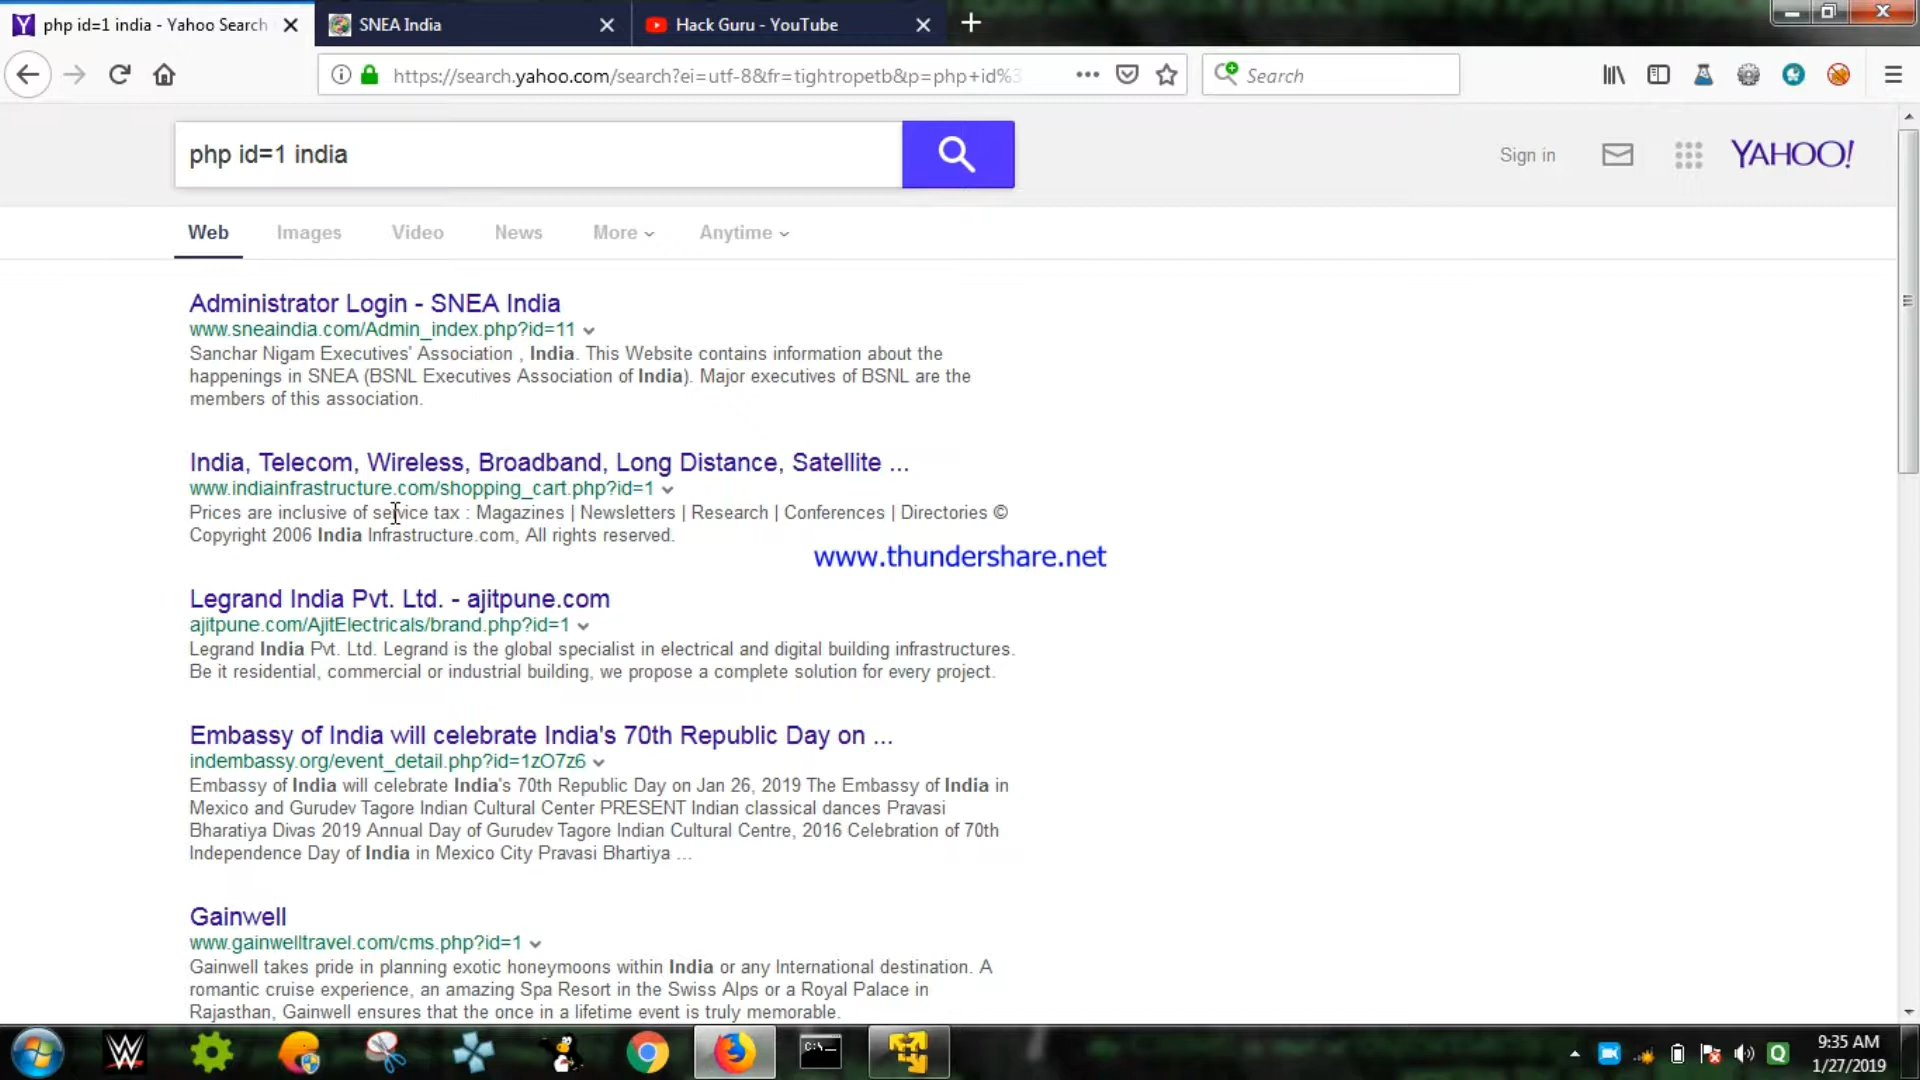 php id=1 india - Yahoo Search
SNEA India
Hack Guru - YouTube
https://search.yahoo.com/search?ei=utf-8&fr=tightropetb&p=php+id%3
Search
php id=1 india
Sign in
YAHOO!
Web
Images
Video
News
More
Anytime
Administrator Login - SNEA India
www.sneaindia.com/Admin_index.php?id=11
Sanchar Nigam Executives' Association , India. This Website contains information about the
happenings in SNEA (BSNL Executives Association of India). Major executives of BSNL are the
members of this association.
India, Telecom, Wireless, Broadband, Long Distance, Satellite ...
www.indiainfrastructure.com/shopping_cart.php?id=1
Prices are inclusive of service tax : Magazines | Newsletters | Research | Conferences | Directories ©
Copyright 2006 India Infrastructure.com, All rights reserved.
www.thundershare.net
Legrand India Pvt. Ltd. - ajitpune.com
ajitpune.com/AjitElectricals/brand.php?id=1
Legrand India Pvt. Ltd. Legrand is the global specialist in electrical and digital building infrastructures.
Be it residential, commercial or industrial building, we propose a complete solution for every project.
Embassy of India will celebrate India's 70th Republic Day on ...
indembassy.org/event_detail.php?id=1zO7z6
Embassy of India will celebrate India's 70th Republic Day on Jan 26, 2019 The Embassy of India in
Mexico and Gurudev Tagore Indian Cultural Center PRESENT Indian classical dances Pravasi
Bharatiya Divas 2019 Annual Day of Gurudev Tagore Indian Cultural Centre, 2016 Celebration of 70th
Independence Day of India in Mexico City Pravasi Bhartiya ...
Gainwell
www.gainwelltravel.com/cms.php?id=1
Gainwell takes pride in planning exotic honeymoons within India or any International destination. A
romantic cruise experience, an amazing Spa Resort in the Swiss Alps or a Royal Palace in
Rajasthan, Gainwell ensures that the once in a lifetime event is truly memorable.
9:35 AM
1/27/2019